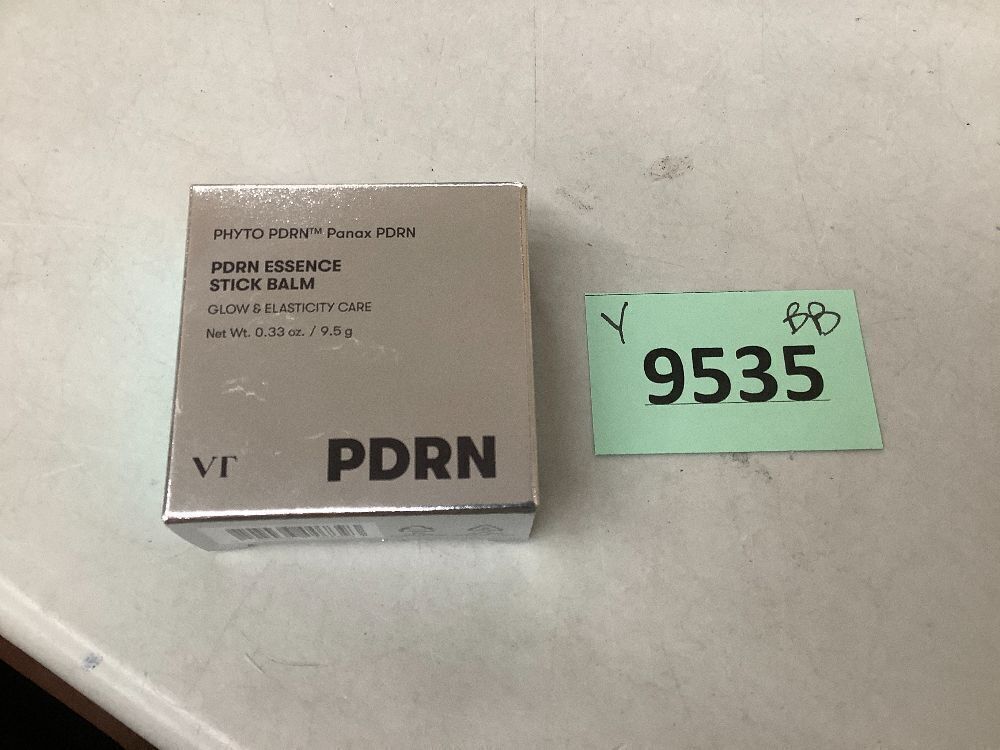 PHYTO PDRN™ Panax PDRN
PDRN ESSENCE
STICK BALM
GLOW & ELASTICITY CARE
Net Wt. 0.33 oz. / 9.5 g
VT
PDRN
Y BB
9535